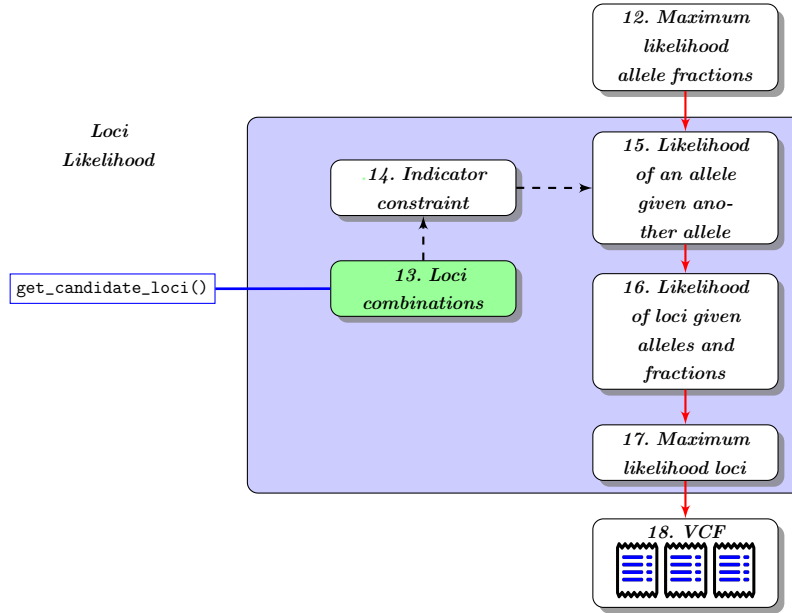 12. Maximum
likelihood
allele fractions
Loci
Likelihood
15. Likelihood
of an allele
given ano-
ther allele
14. Indicator
constraint
13. Loci
combinations
get_candidate_loci()
16. Likelihood
of loci given
alleles and
fractions
17. Maximum
likelihood loci
18. VCF